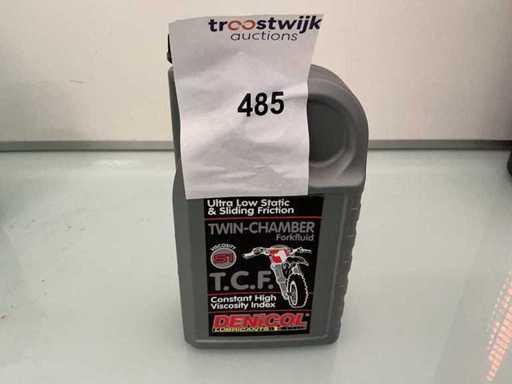 troostwijk
auctions
485
Ultra Low Static
& Sliding Friction
TWIN-CHAMBER
Forkfluid
VISCOSITY
S1
T.C.F.
Constant High
Viscosity Index
DENICOL
LUBRICANTS